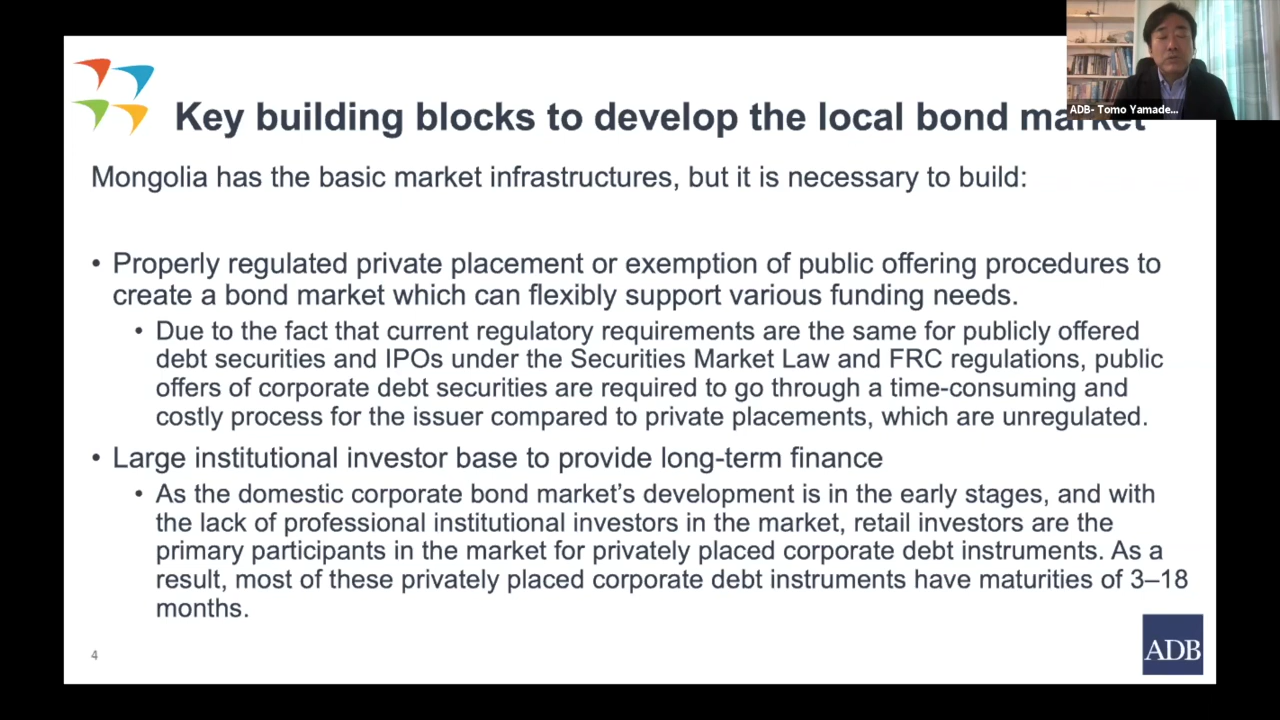 Key building blocks to develop the local bond market
ADB- Tomo Yamade...
Mongolia has the basic market infrastructures, but it is necessary to build:
• Properly regulated private placement or exemption of public offering procedures to
create a bond market which can flexibly support various funding needs.
• Due to the fact that current regulatory requirements are the same for publicly offered
debt securities and IPOs under the Securities Market Law and FRC regulations, public
offers of corporate debt securities are required to go through a time-consuming and
costly process for the issuer compared to private placements, which are unregulated.
• Large institutional investor base to provide long-term finance
• As the domestic corporate bond market’s development is in the early stages, and with
the lack of professional institutional investors in the market, retail investors are the
primary participants in the market for privately placed corporate debt instruments. As a
result, most of these privately placed corporate debt instruments have maturities of 3–18
months.
4
ADB